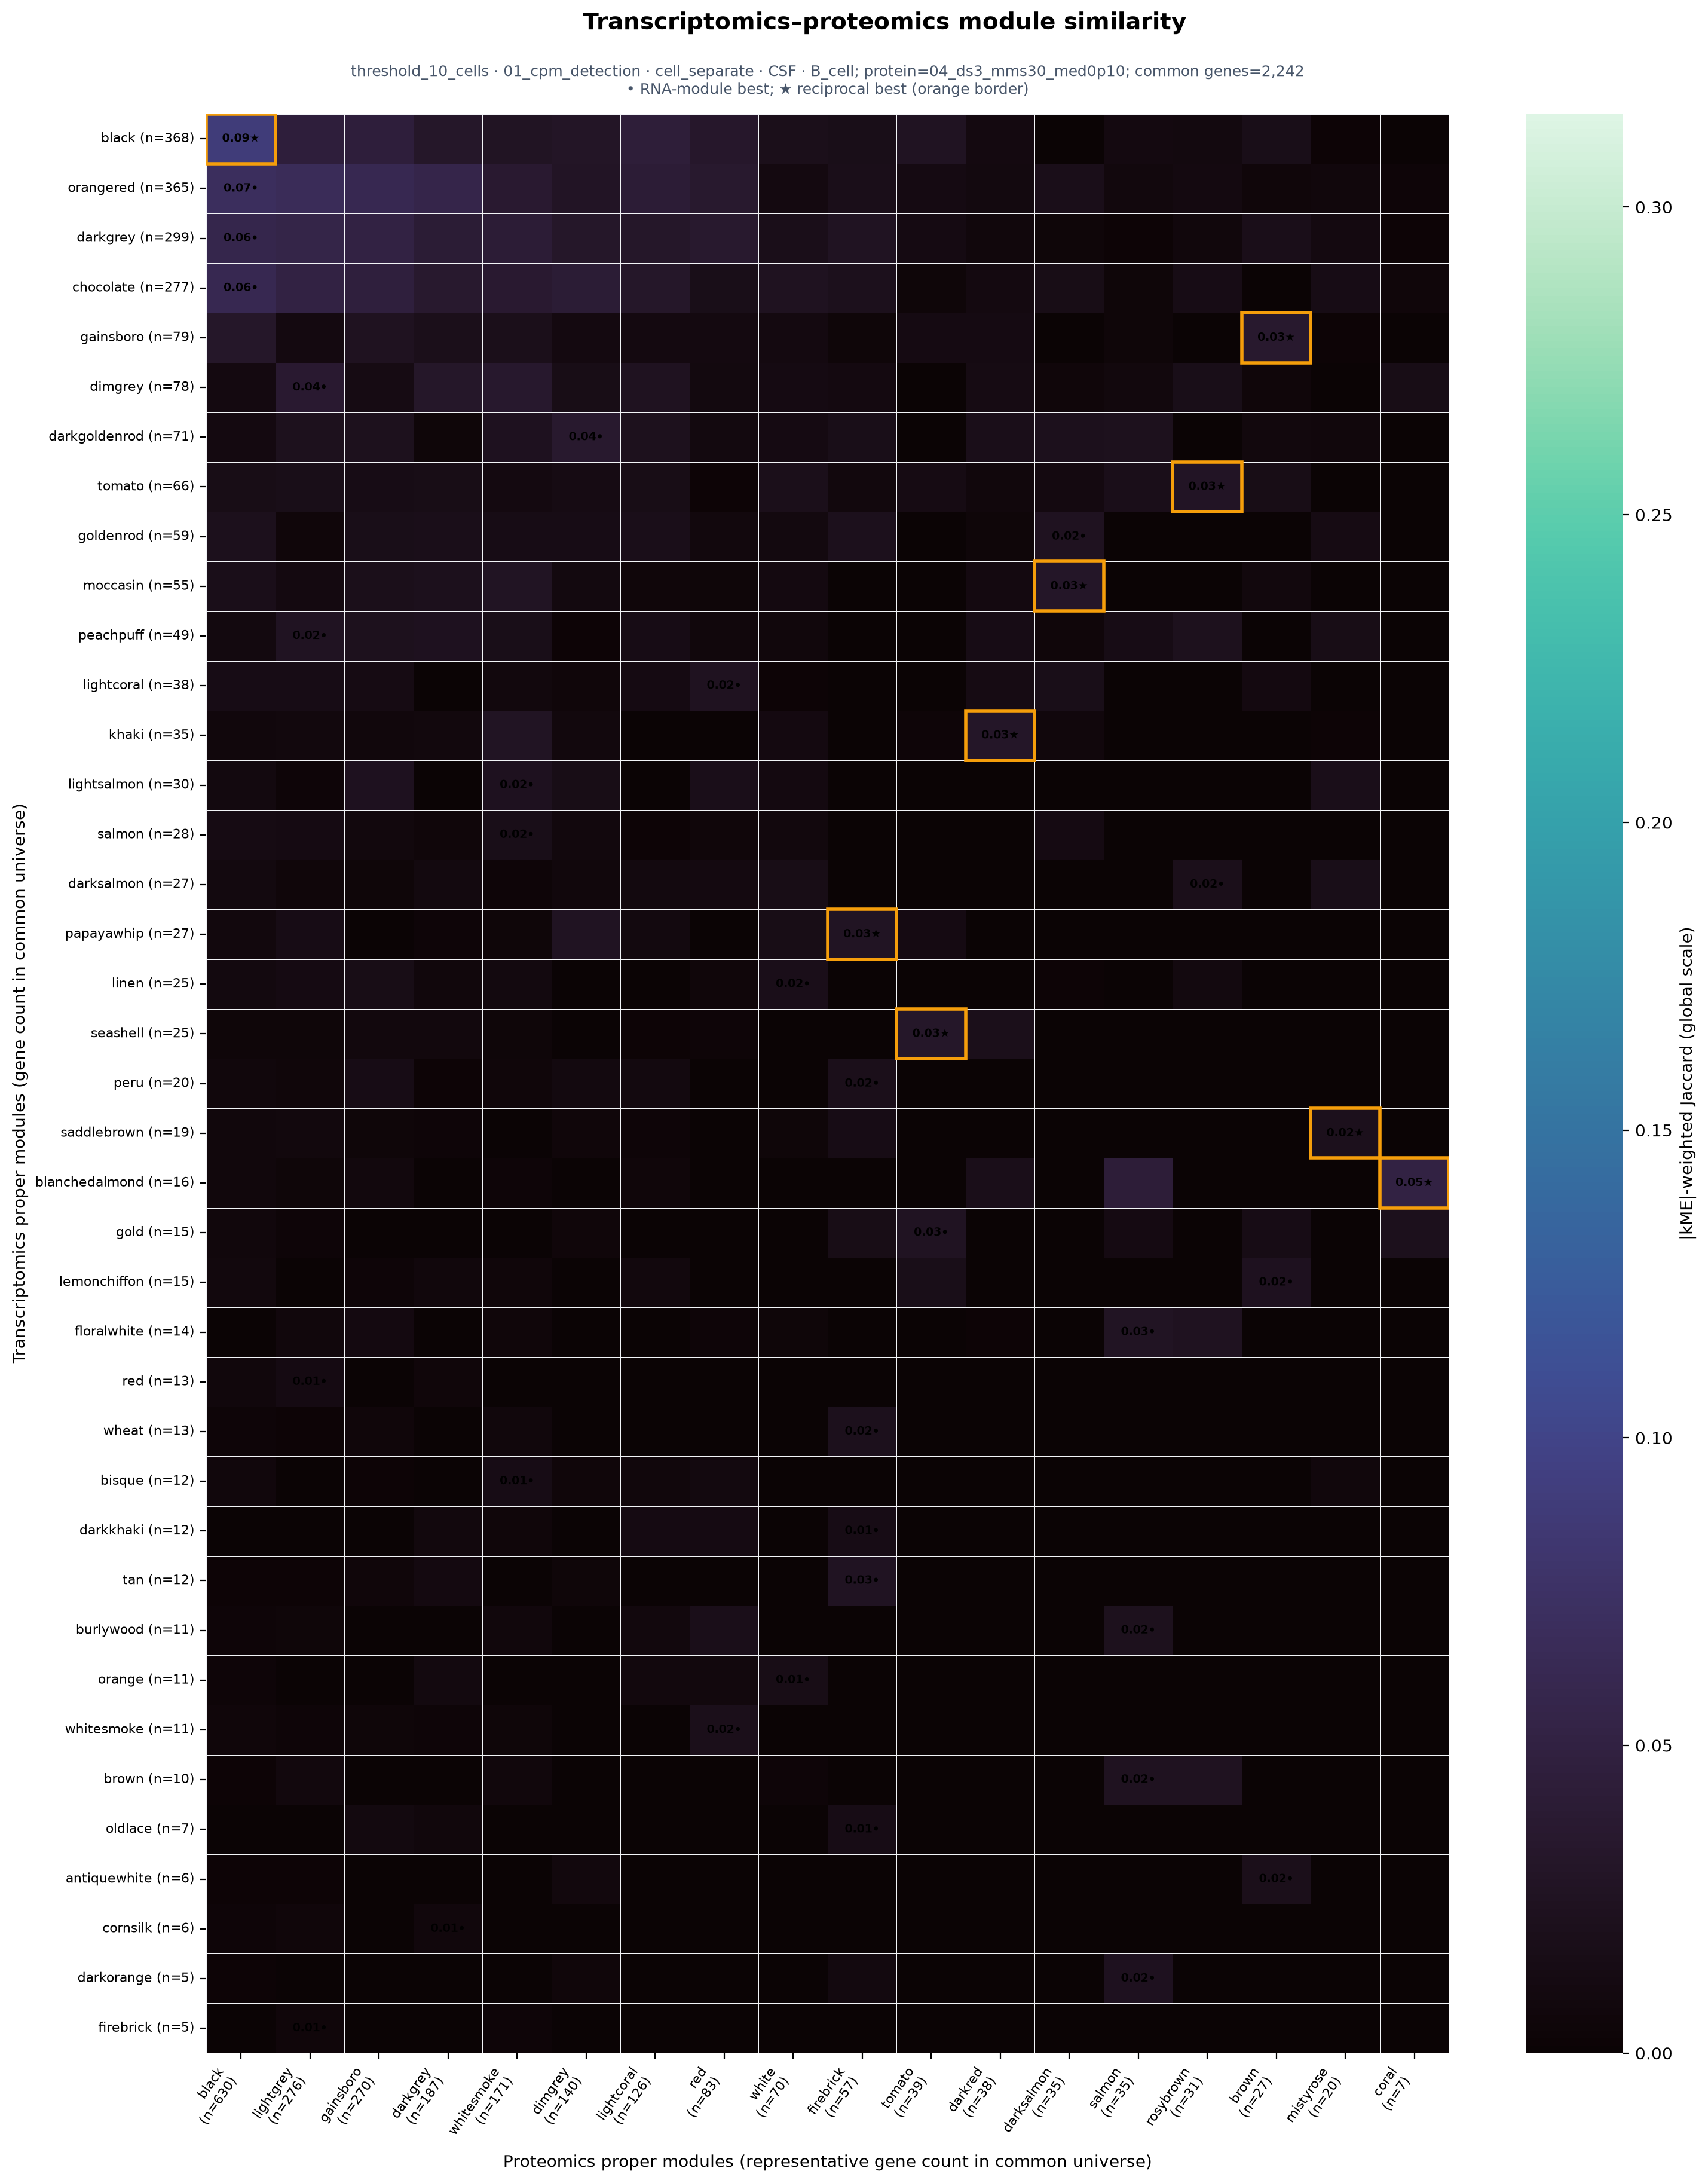 Transcriptomics–proteomics module similarity
threshold_10_cells · 01_cpm_detection · cell_separate · CSF · B_cell; protein=04_ds3_mms30_med0p10; common genes=2,242
• RNA-module best; ★ reciprocal best (orange border)
Transcriptomics proper modules (gene count in common universe)
black (n=368)
0.09★
orangered (n=365)
0.07•
darkgrey (n=299)
0.06•
chocolate (n=277)
0.06•
gainsboro (n=79)
0.03★
dimgrey (n=78)
0.04•
darkgoldenrod (n=71)
0.04•
tomato (n=66)
0.03★
goldenrod (n=59)
0.02•
moccasin (n=55)
0.03★
peachpuff (n=49)
0.02•
lightcoral (n=38)
0.02•
khaki (n=35)
0.03★
lightsalmon (n=30)
0.02•
salmon (n=28)
0.02•
darksalmon (n=27)
0.02•
papayawhip (n=27)
0.03★
linen (n=25)
0.02•
seashell (n=25)
0.03★
peru (n=20)
0.02•
saddlebrown (n=19)
0.02★
blanchedalmond (n=16)
0.05★
gold (n=15)
0.03•
lemonchiffon (n=15)
0.02•
floralwhite (n=14)
0.03•
red (n=13)
0.01•
wheat (n=13)
0.02•
bisque (n=12)
0.01•
darkkhaki (n=12)
0.01•
tan (n=12)
0.03•
burlywood (n=11)
0.02•
orange (n=11)
0.01•
whitesmoke (n=11)
0.02•
brown (n=10)
0.02•
oldlace (n=7)
0.01•
antiquewhite (n=6)
0.02•
cornsilk (n=6)
0.01•
darkorange (n=5)
0.02•
firebrick (n=5)
0.01•
black
(n=630)
lightgrey
(n=276)
gainsboro
(n=270)
darkgrey
(n=187)
whitesmoke
(n=171)
dimgrey
(n=140)
lightcoral
(n=126)
red
(n=83)
white
(n=70)
firebrick
(n=57)
tomato
(n=39)
darkred
(n=38)
darksalmon
(n=35)
salmon
(n=35)
rosybrown
(n=31)
brown
(n=27)
mistyrose
(n=20)
coral
(n=7)
Proteomics proper modules (representative gene count in common universe)
0.30
0.25
0.20
0.15
0.10
0.05
0.00
|kME|-weighted Jaccard (global scale)